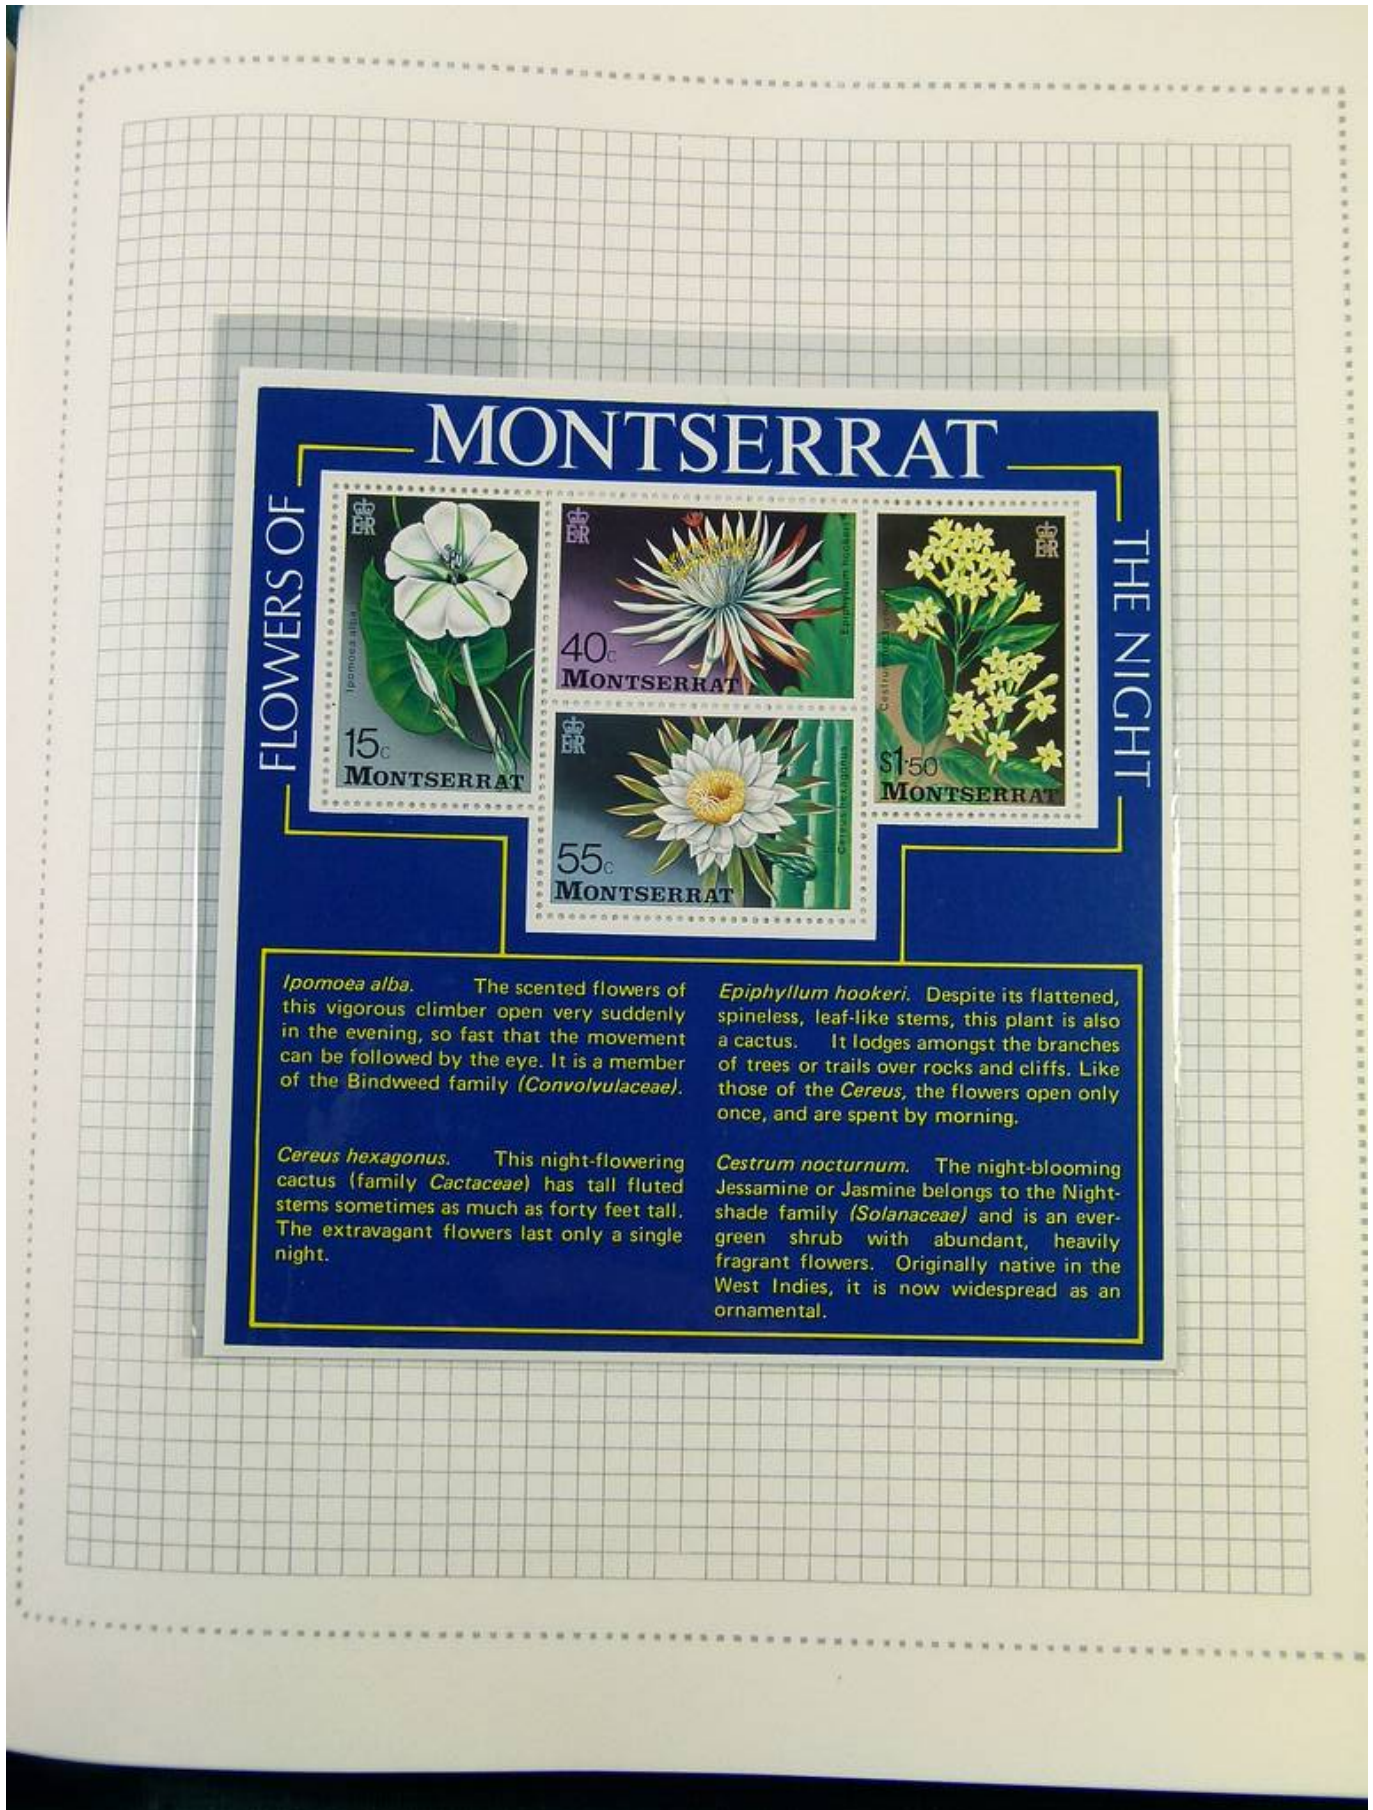 MONTSERRAT
FLOWERS OF
THE NIGHT
E II R
Ipomoea alba
15c
MONTSERRAT
E II R
Epiphyllum hookeri
40c
MONTSERRAT
E II R
Cestrum nocturnum
$1·50
MONTSERRAT
E II R
Cereus hexagonus
55c
MONTSERRAT
Ipomoea alba. The scented flowers of
this vigorous climber open very suddenly
in the evening, so fast that the movement
can be followed by the eye. It is a member
of the Bindweed family (Convolvulaceae).
Cereus hexagonus. This night-flowering
cactus (family Cactaceae) has tall fluted
stems sometimes as much as forty feet tall.
The extravagant flowers last only a single
night.
Epiphyllum hookeri. Despite its flattened,
spineless, leaf-like stems, this plant is also
a cactus. It lodges amongst the branches
of trees or trails over rocks and cliffs. Like
those of the Cereus, the flowers open only
once, and are spent by morning.
Cestrum nocturnum. The night-blooming
Jessamine or Jasmine belongs to the Night-
shade family (Solanaceae) and is an ever-
green shrub with abundant, heavily
fragrant flowers. Originally native in the
West Indies, it is now widespread as an
ornamental.